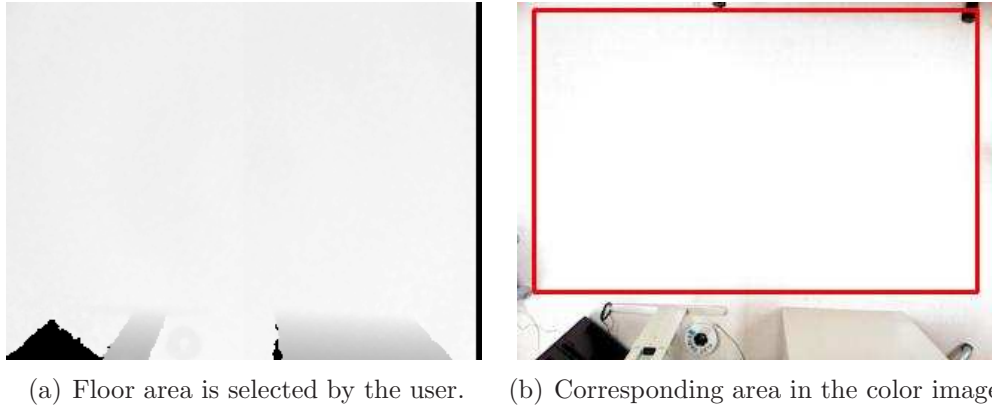 (a) Floor area is selected by the user.
(b) Corresponding area in the color image